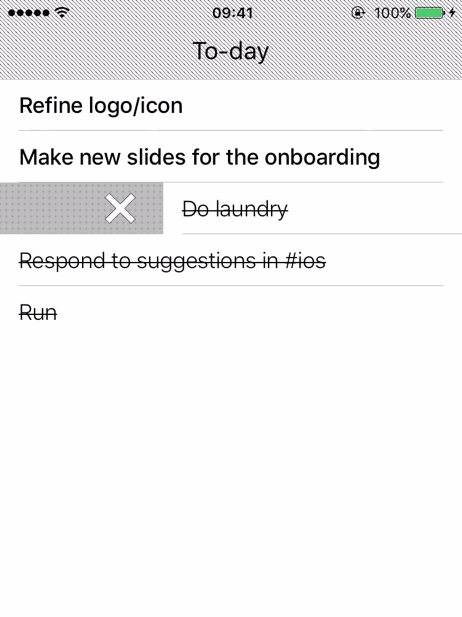 09:41
100%
To-day
Refine logo/icon
Make new slides for the onboarding
Do laundry
Respond to suggestions in #ios
Run